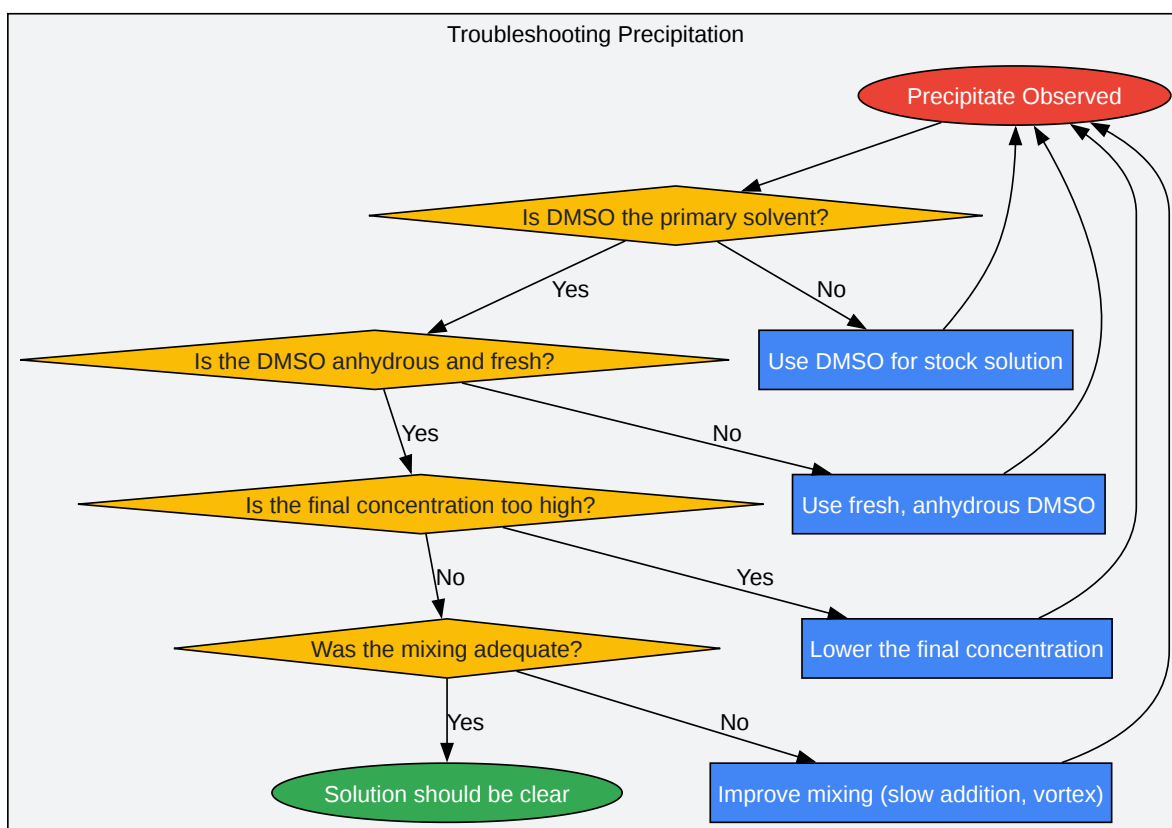 Troubleshooting Precipitation
Precipitate Observed
Is DMSO the primary solvent?
Yes
No
Is the DMSO anhydrous and fresh?
Use DMSO for stock solution
Yes
No
Is the final concentration too high?
Use fresh, anhydrous DMSO
No
Yes
Was the mixing adequate?
Lower the final concentration
Yes
No
Solution should be clear
Improve mixing (slow addition, vortex)